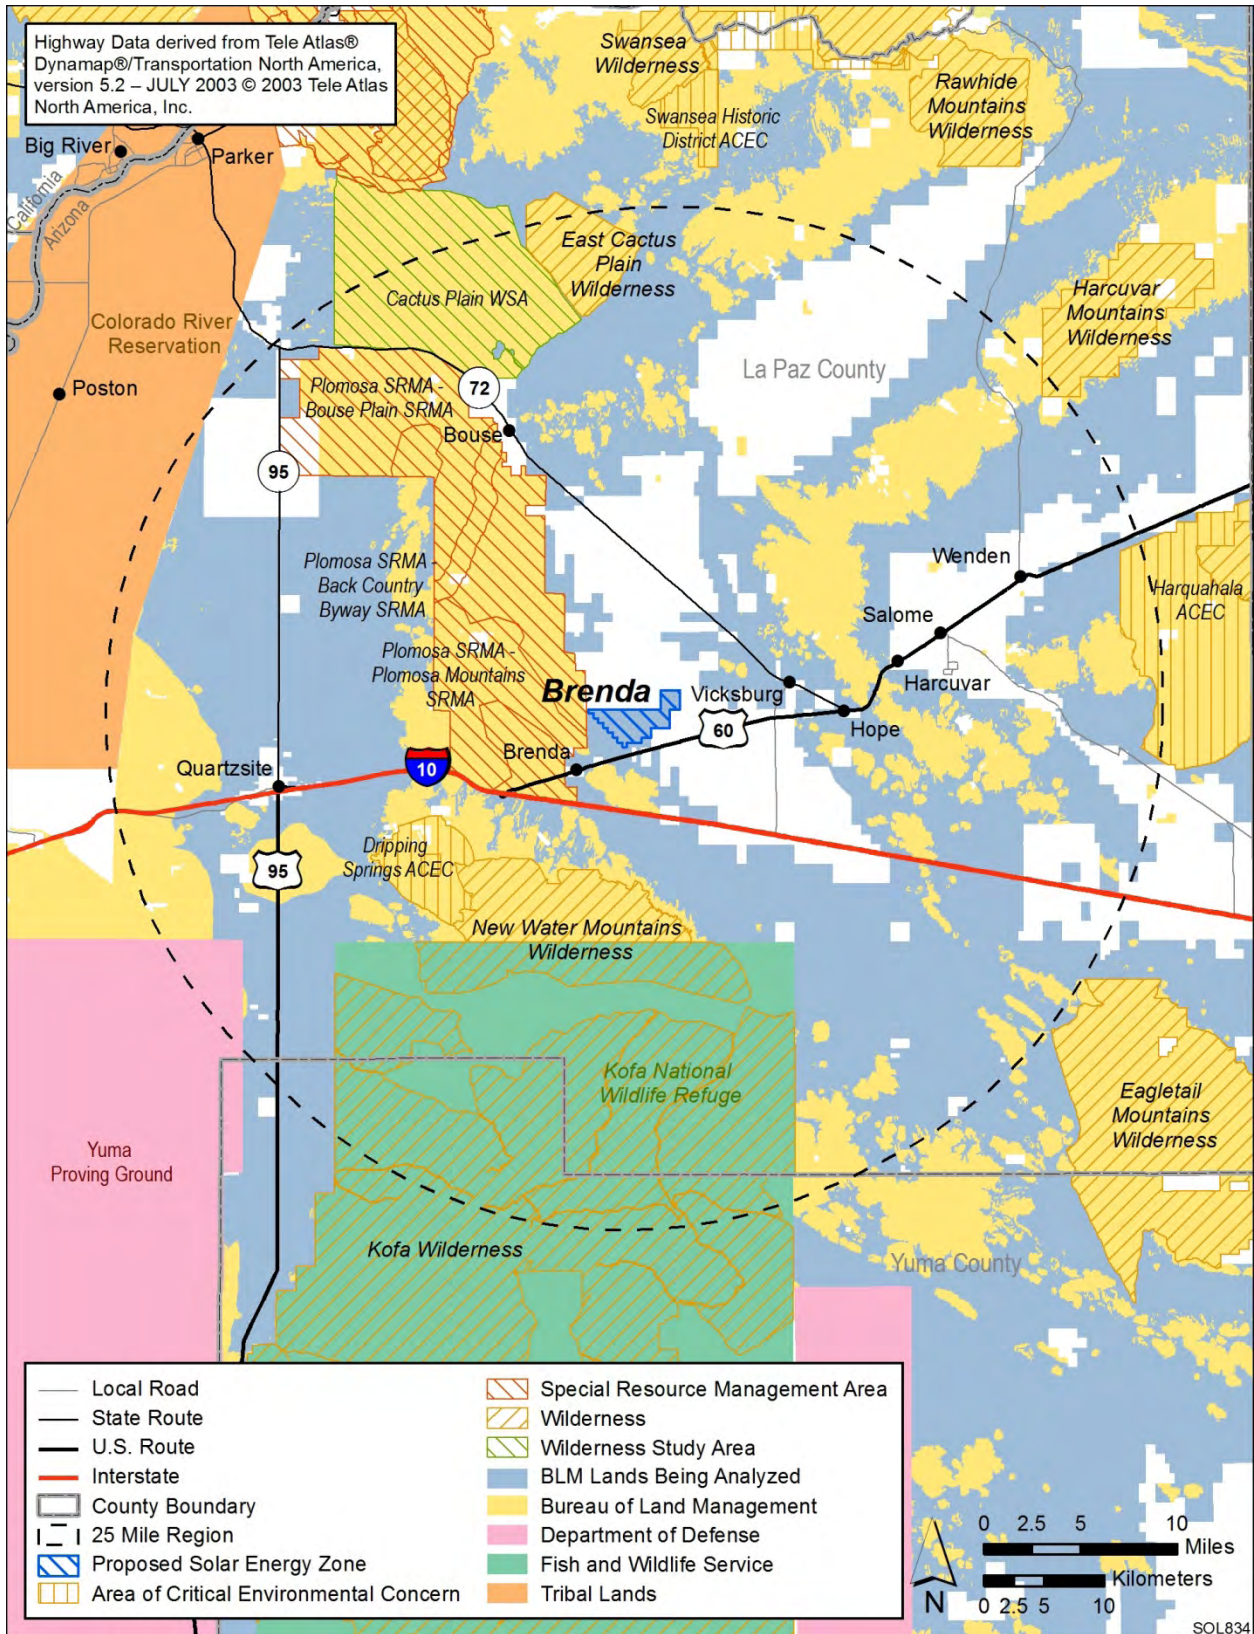 Highway Data derived from Tele Atlas®
Dynamap®/Transportation North America,
version 5.2 – JULY 2003 © 2003 Tele Atlas
North America, Inc.
Swansea
Wilderness
Rawhide
Mountains
Wilderness
Swansea Historic
District ACEC
Big River
Parker
California
Arizona
East Cactus
Plain
Wilderness
Cactus Plain WSA
Harcuvar
Mountains
Wilderness
Colorado River
Reservation
La Paz County
Poston
Plomosa SRMA -
Bouse Plain SRMA
72
Bouse
95
Plomosa SRMA -
Back Country
Byway SRMA
Wenden
Harquahala
ACEC
Salome
Plomosa SRMA -
Plomosa Mountains
SRMA
Harcuvar
Brenda
Vicksburg
Hope
60
Brenda
Quartzsite
10
Dripping
Springs ACEC
95
New Water Mountains
Wilderness
Kofa National
Wildlife Refuge
Eagletail
Mountains
Wilderness
Yuma
Proving Ground
Kofa Wilderness
Yuma County
Local Road
State Route
U.S. Route
Interstate
County Boundary
25 Mile Region
Proposed Solar Energy Zone
Area of Critical Environmental Concern
Special Resource Management Area
Wilderness
Wilderness Study Area
BLM Lands Being Analyzed
Bureau of Land Management
Department of Defense
Fish and Wildlife Service
Tribal Lands
0 2.5 5 10
Miles
Kilometers
0 2.5 5 10
N
SOL834